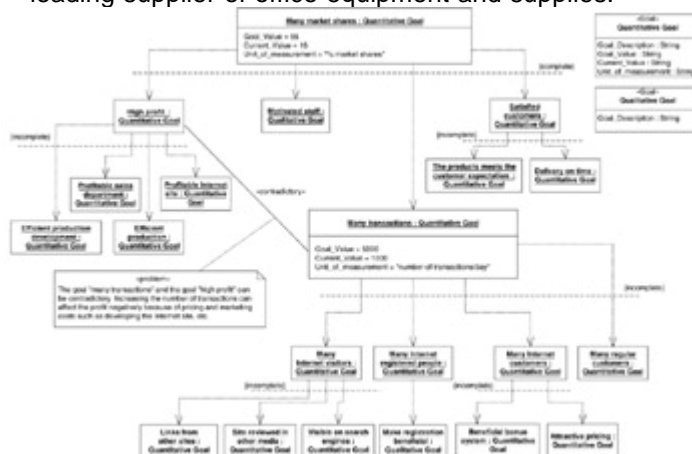 leading supplier of office equipment and supplies.
Many market shares : Quantitative Goal
Goal_Value =
Current_Value = 15
Unit_of_measurement = "% market shares"
«Goal»
Quantitative Goal
Goal_Description : String
Goal_Value : String
Current_Value : String
Unit_of_measurement : String
«Goal»
Qualitative Goal
Goal_Description : String
{complete}
High profit :
Quantitative Goal
Motivated staff :
Qualitative Goal
Satisfied
customers :
Quantitative Goal
{incomplete}
{incomplete}
Profitable sales
department :
Quantitative Goal
Profitable Internet
site : Quantitative
Goal
«contradictory»
The products meets the
customer expectation :
Quantitative Goal
Delivery on time :
Quantitative Goal
Efficient production
development :
Quantitative Goal
Efficient
production :
Quantitative Goal
Many transactions : Quantitative Goal
Goal_Value = 5000
Current_value = 1000
Unit_of_measurement = "number of transactions/day"
«problem»
The goal "many transactions" and the goal "high profit" can
be contradictory. Increasing the number of transactions can
affect the profit negatively because of pricing and marketing
costs such as developing the internet site, etc.
{incomplete}
{incomplete}
Many
Internet visitors :
Quantitative Goal
Many Internet
registered people :
Quantitative Goal
Many Internet
customers :
Quantitative Goal
Many regular
customers :
Quantitative Goal
{incomplete}
{incomplete}
Links from
other sites :
Quantitative Goal
Site reviewed in
other media :
Quantitative Goal
Visible on search
engines :
Quantitative Goal
Make registration
beneficial :
Qualitative Goal
Beneficial bonus
system : Quantitative
Goal
Attractive pricing :
Quantitative Goal